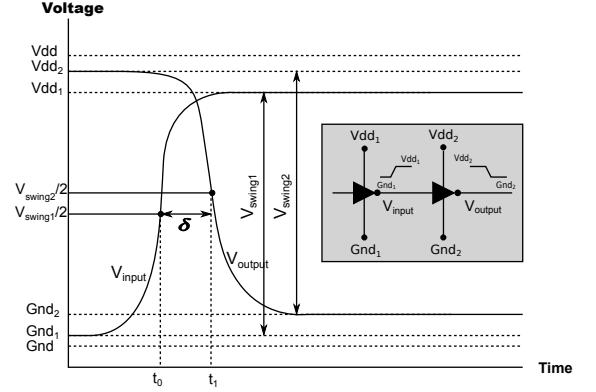 Voltage
Vdd
Vdd2
Vdd1
Vswing2/2
Vswing1/2
δ
Vinput
Voutput
Vswing1
Vswing2
Gnd2
Gnd1
Gnd
t0
t1
Time
Vdd1
Vdd2
Vdd1
Gnd1
Vdd2
Gnd2
Vinput
Voutput
Gnd1
Gnd2